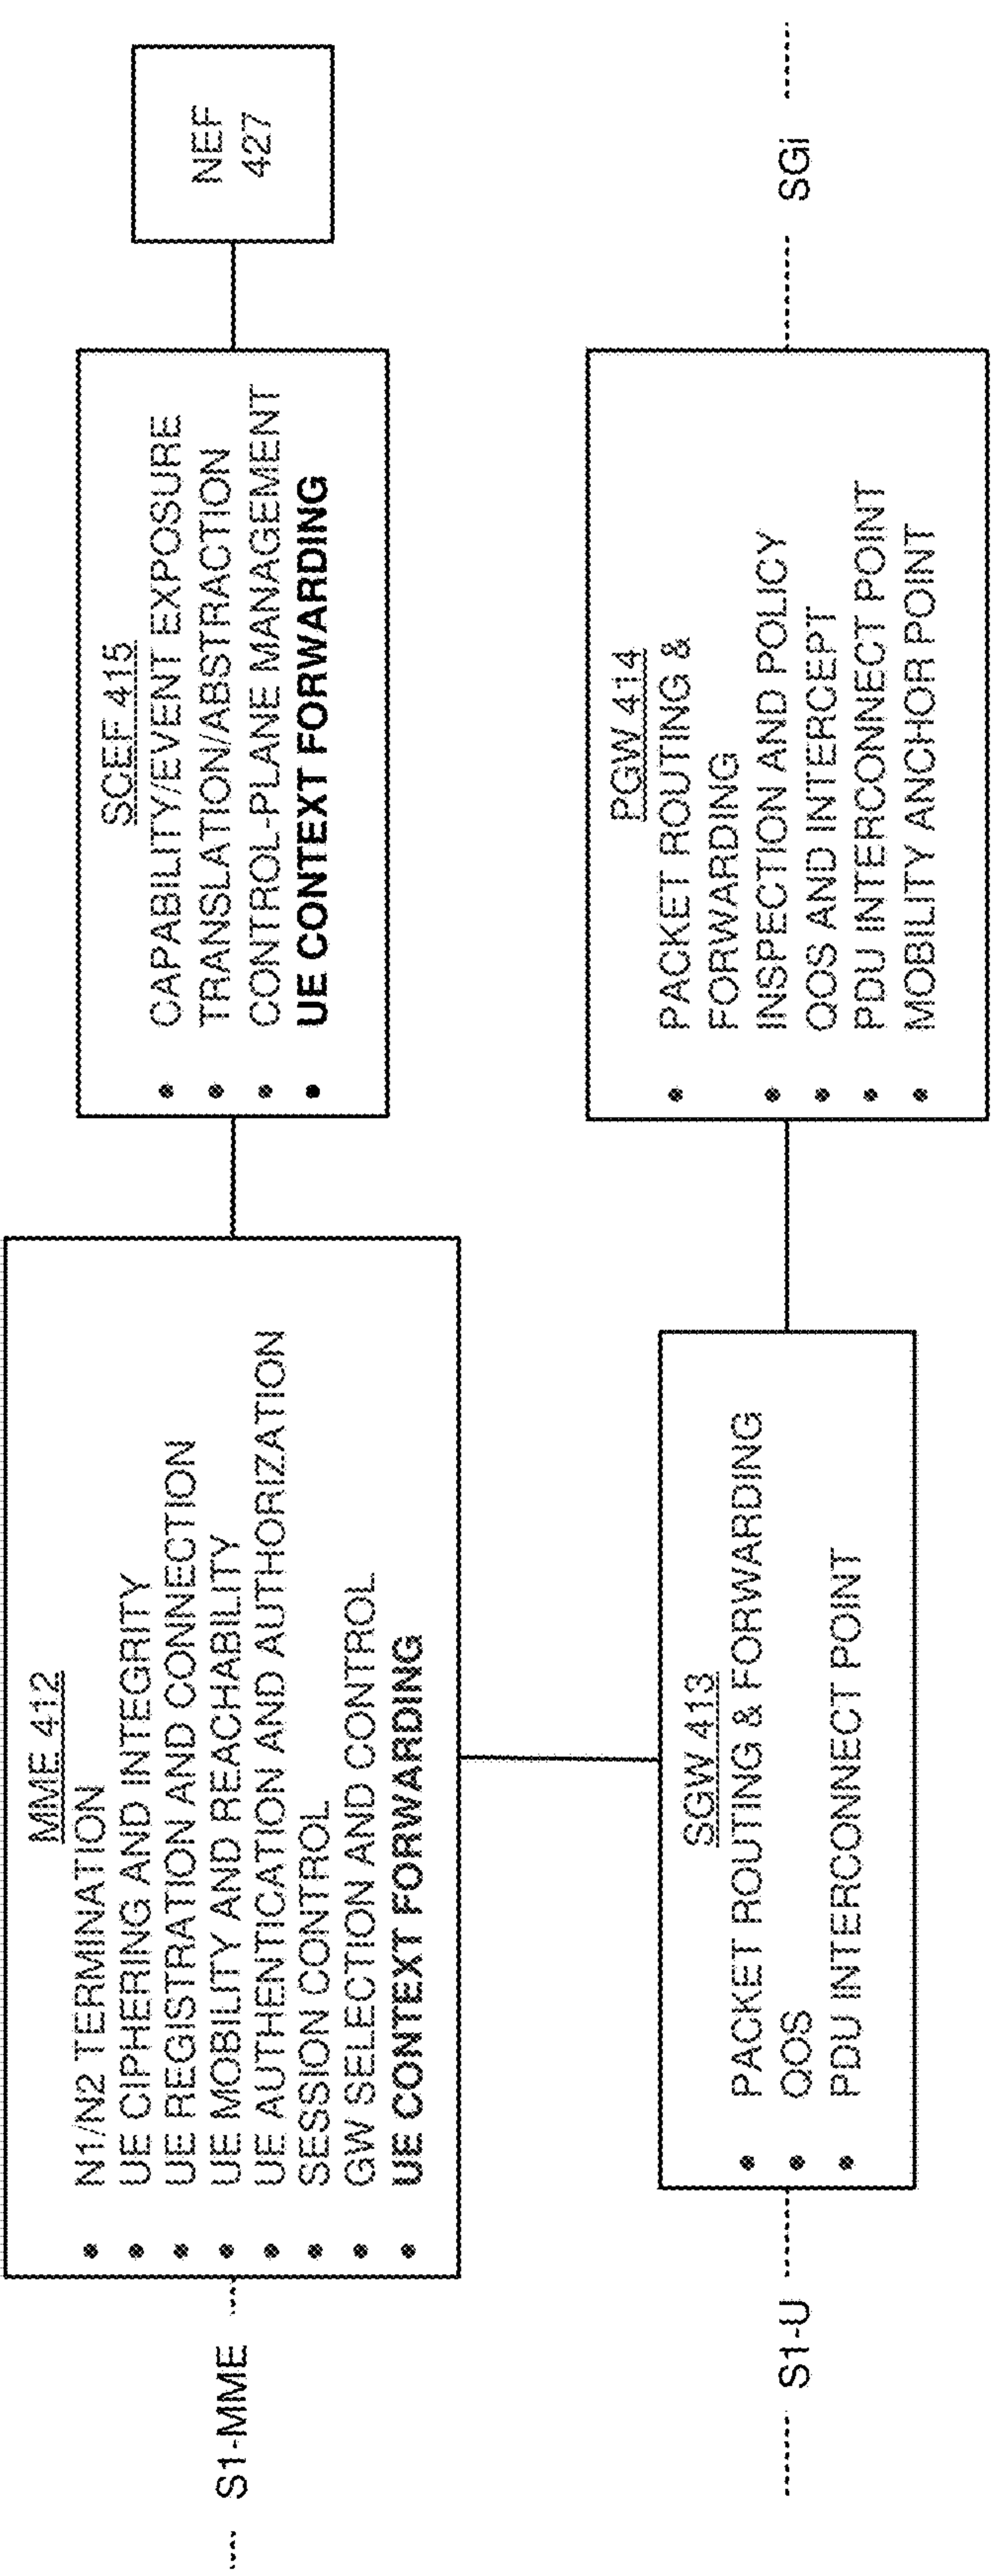 S1-MME
MME 412
• N1/N2 TERMINATION
• UE CIPHERING AND INTEGRITY
• UE REGISTRATION AND CONNECTION
• UE MOBILITY AND REACHABILITY
• UE AUTHENTICATION AND AUTHORIZATION
• SESSION CONTROL
• GW SELECTION AND CONTROL
• UE CONTEXT FORWARDING
SCEF 415
• CAPABILITY/EVENT EXPOSURE
• TRANSLATION/ABSTRACTION
• CONTROL-PLANE MANAGEMENT
• UE CONTEXT FORWARDING
NEF
427
S1-U
SGW 413
• PACKET ROUTING & FORWARDING
• QOS
• PDU INTERCONNECT POINT
PGW 414
• PACKET ROUTING &
FORWARDING
• INSPECTION AND POLICY
• QOS AND INTERCEPT
• PDU INTERCONNECT POINT
• MOBILITY ANCHOR POINT
SGi